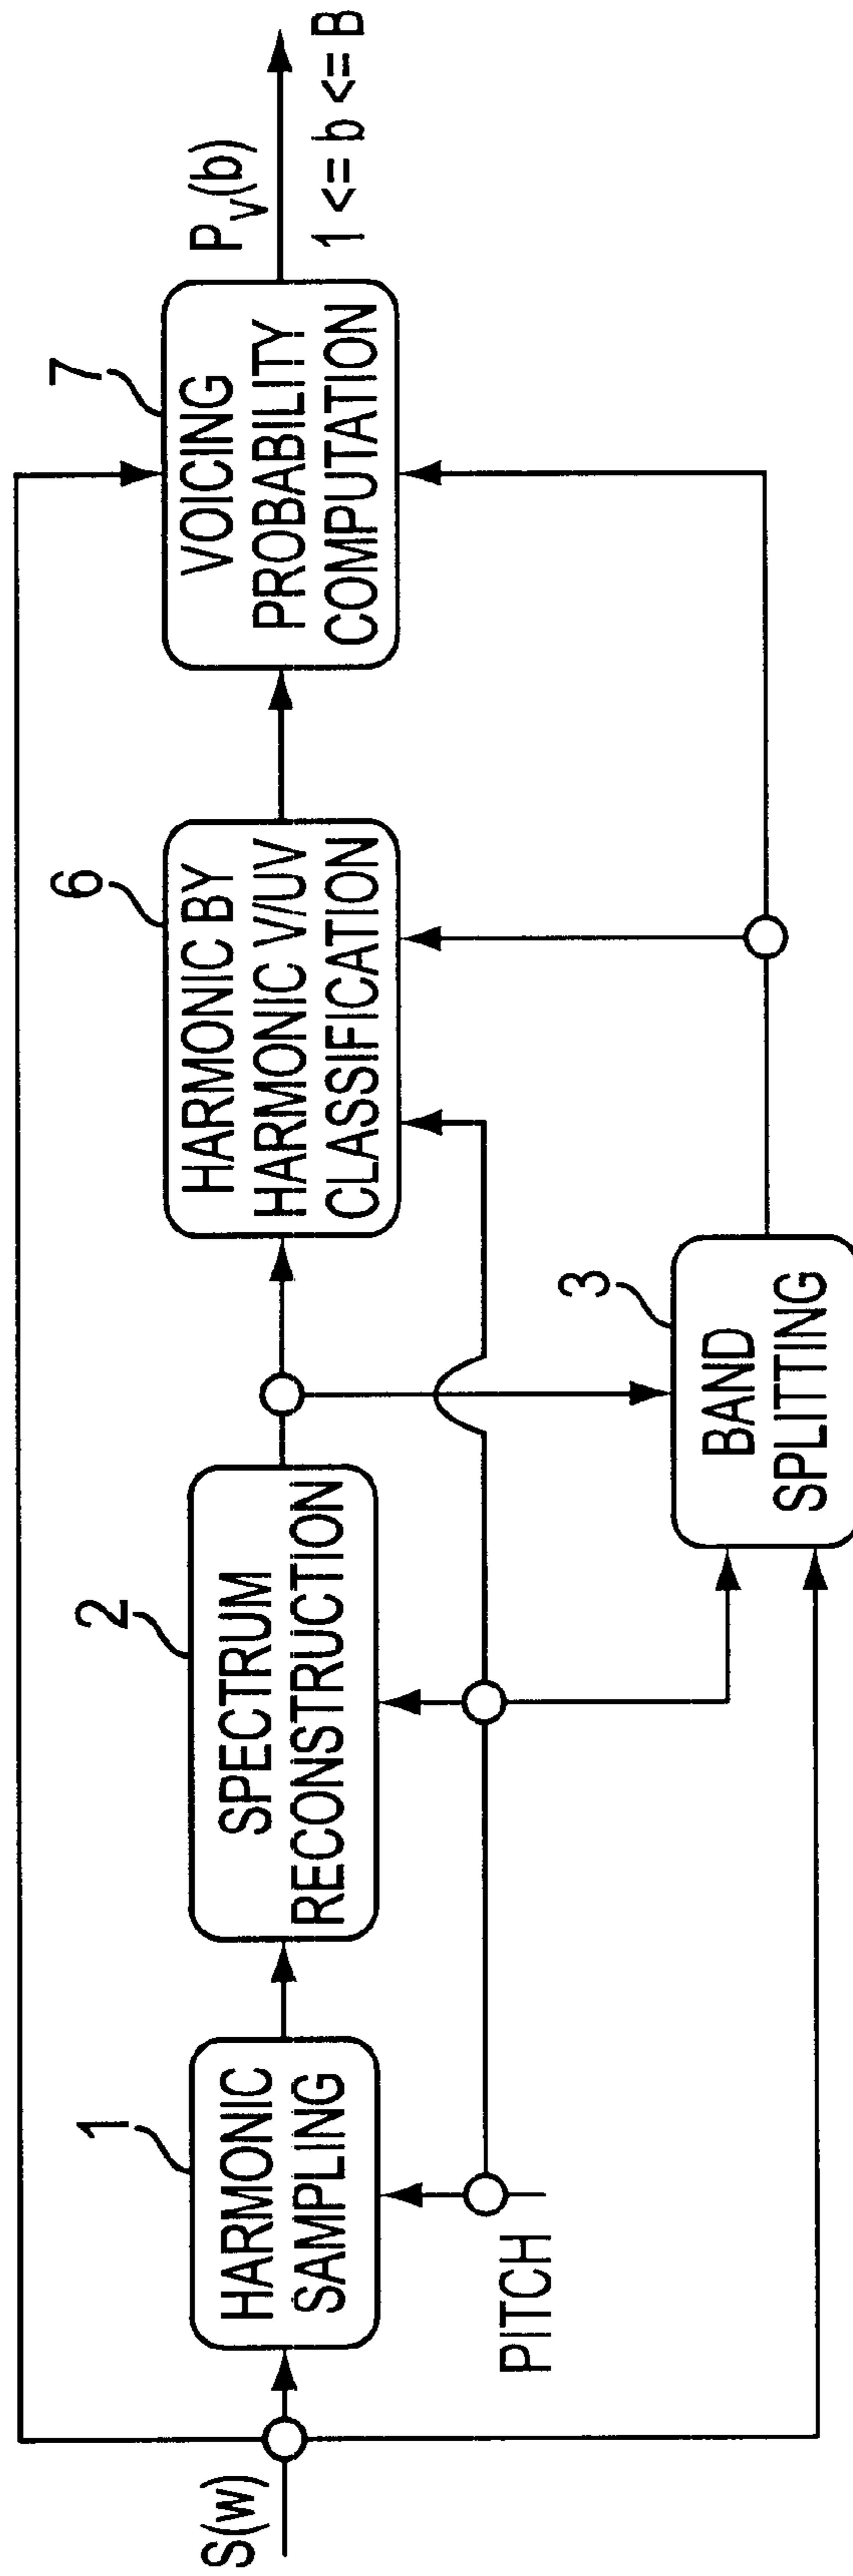 S(w)
1
HARMONIC
SAMPLING
PITCH
2
SPECTRUM
RECONSTRUCTION
3
BAND
SPLITTING
6
HARMONIC BY
HARMONIC V/UV
CLASSIFICATION
7
VOICING
PROBABILITY
COMPUTATION
Pv(b)
1 <= b <= B